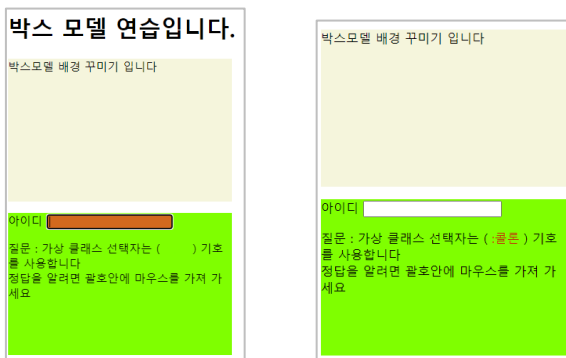 박스 모델 연습입니다.
박스모델 배경 꾸미기 입니다
아이디
질문 : 가상 클래스 선택자는 (        ) 기호
를 사용합니다
정답을 알려면 괄호안에 마우스를 가져 가
세요
박스모델 배경 꾸미기 입니다
아이디
질문 : 가상 클래스 선택자는 ( :콜론 ) 기호
를 사용합니다
정답을 알려면 괄호안에 마우스를 가져 가
세요